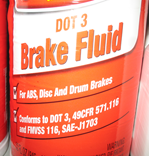 DOT 3
Brake Fluid
For ABS, Disc And Drum Brakes
Conforms to DOT 3, 49CFR 571.116
and FMVSS 116, SAE-J1703